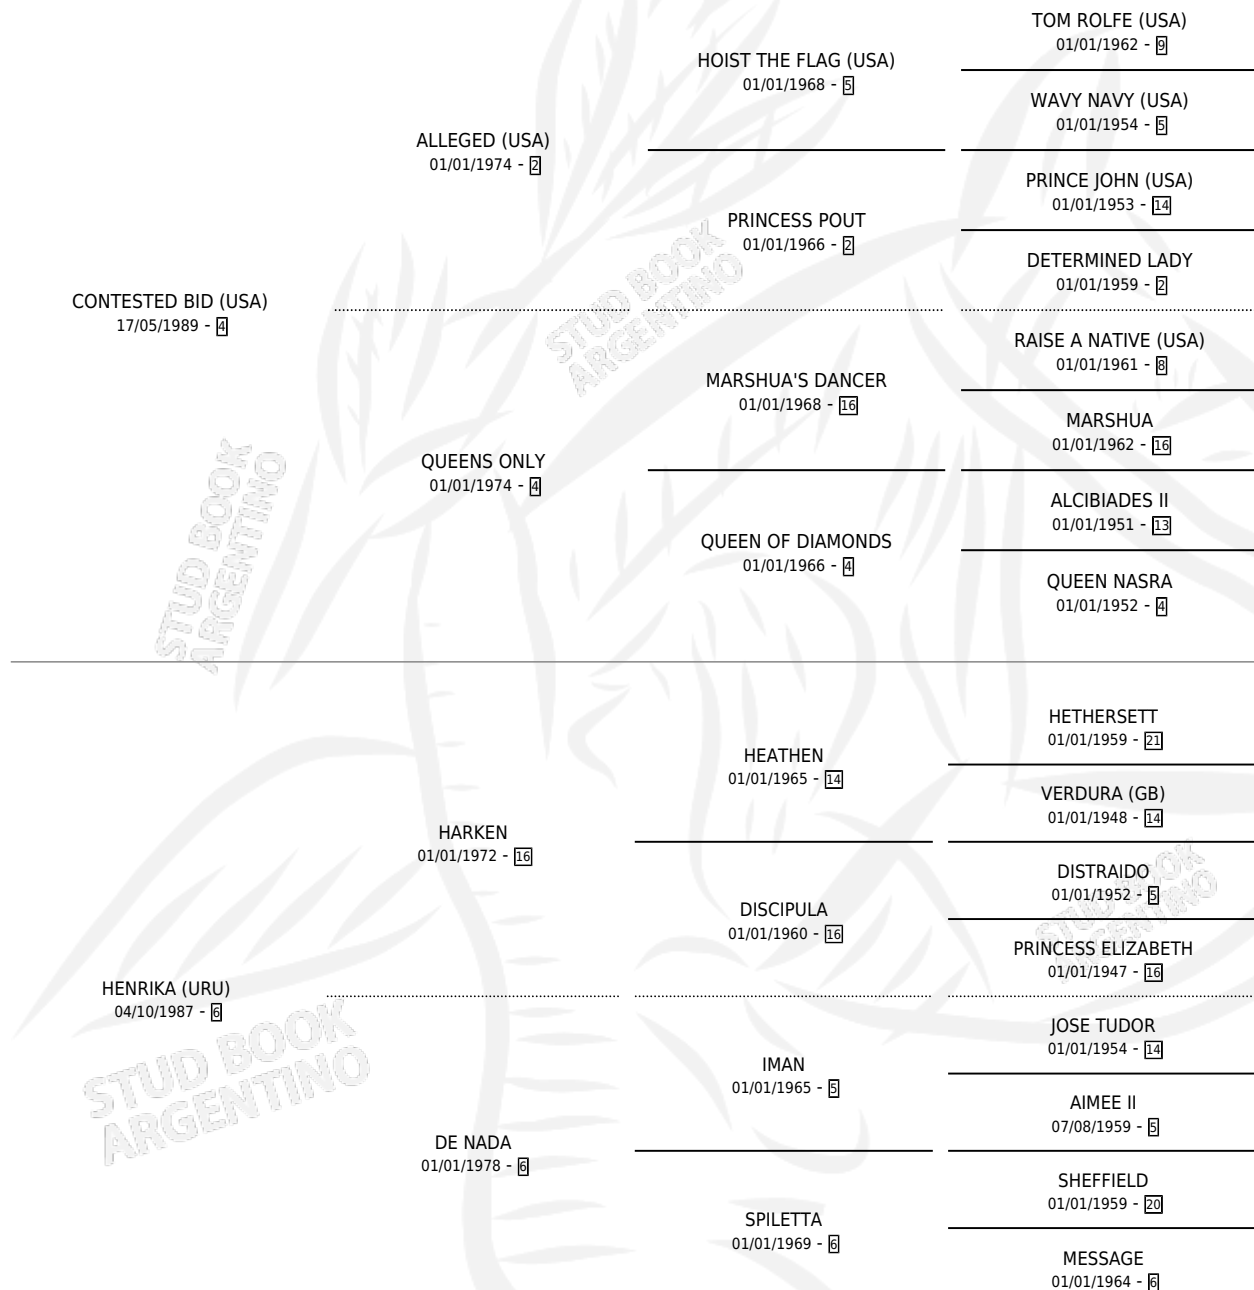 TOM ROLFE (USA)
01/01/1962 - 9
HOIST THE FLAG (USA)
01/01/1968 - 5
WAVY NAVY (USA)
01/01/1954 - 5
ALLEGED (USA)
01/01/1974 - 2
PRINCE JOHN (USA)
01/01/1953 - 14
PRINCESS POUT
01/01/1966 - 2
DETERMINED LADY
01/01/1959 - 2
CONTESTED BID (USA)
17/05/1989 - 4
RAISE A NATIVE (USA)
01/01/1961 - 8
MARSHUA'S DANCER
01/01/1968 - 16
MARSHUA
01/01/1962 - 16
QUEENS ONLY
01/01/1974 - 4
ALCIBIADES II
01/01/1951 - 13
QUEEN OF DIAMONDS
01/01/1966 - 4
QUEEN NASRA
01/01/1952 - 4
HETHERSETT
01/01/1959 - 21
HEATHEN
01/01/1965 - 14
VERDURA (GB)
01/01/1948 - 14
HARKEN
01/01/1972 - 16
DISTRAIDO
01/01/1952 - 5
DISCIPULA
01/01/1960 - 16
PRINCESS ELIZABETH
01/01/1947 - 16
HENRIKA (URU)
04/10/1987 - 6
JOSE TUDOR
01/01/1954 - 14
IMAN
01/01/1965 - 5
AIMEE II
07/08/1959 - 5
DE NADA
01/01/1978 - 6
SHEFFIELD
01/01/1959 - 20
SPILETTA
01/01/1969 - 6
MESSAGE
01/01/1964 - 6
STUD BOOK
ARGENTINO
STUD BOOK
ARGENTINO
STUD BOOK
ARGENTINO
STUD BOOK
ARGENTINO